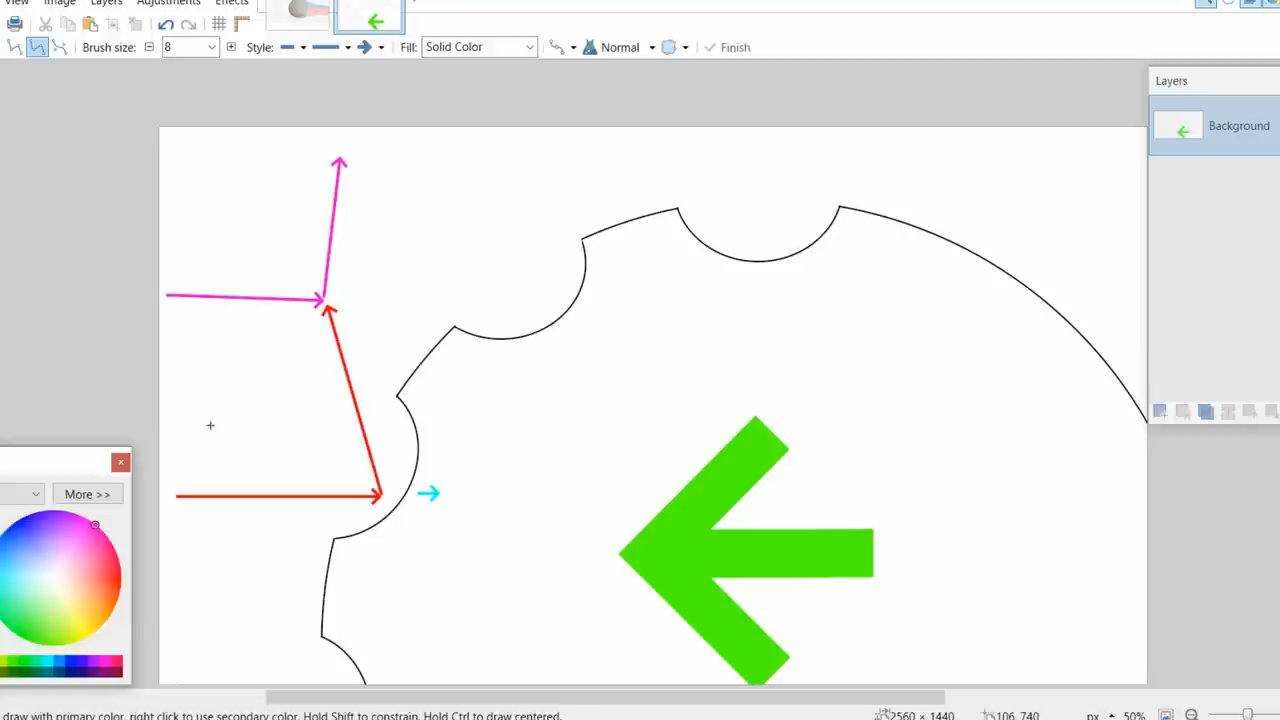 View Image Layers Adjustments Effects
Brush size: 8 Style: Fill: Solid Color Normal Finish
Layers
Background
More >>
draw with primary color, right click to use secondary color. Hold Shift to constrain. Hold Ctrl to draw centered. 2560 × 1440 106, 740 px 50%